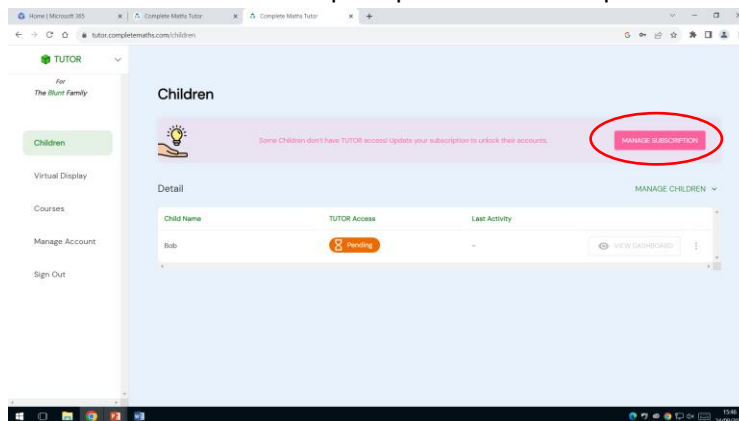 Home | Microsoft 365
Complete Maths Tutor
Complete Maths Tutor
tutor.completemaths.com/children
TUTOR
For
The Blunt Family
Children
Virtual Display
Courses
Manage Account
Sign Out
Children
Some Children don't have TUTOR access! Update your subscription to unlock their accounts.
MANAGE SUBSCRIPTION
Detail
MANAGE CHILDREN
Child Name TUTOR Access Last Activity
Bob Pending - VIEW DASHBOARD
15:46